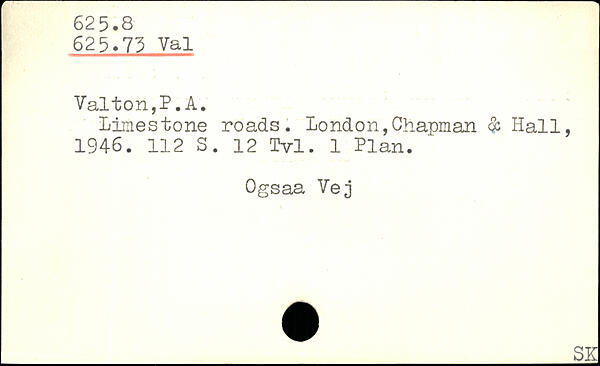 625.8
625.73 Val
Valton,P.A.
Limestone roads. London,Chapman & Hall,
1946. 112 S. 12 Tvl. 1 Plan.
Ogsaa Vej
SK